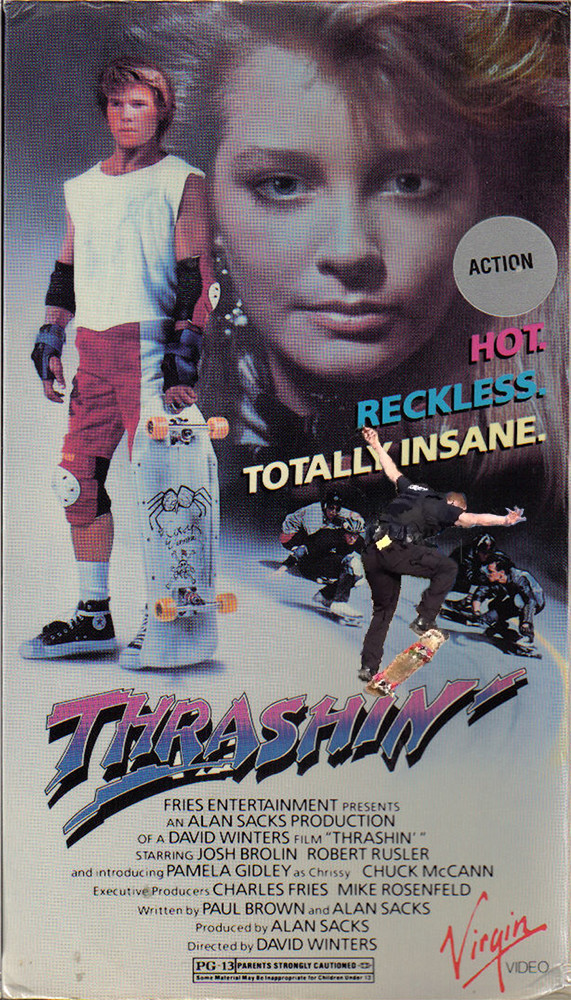 ACTION
HOT.
RECKLESS.
TOTALLY INSANE.
THRASHIN'
FRIES ENTERTAINMENT PRESENTS
AN ALAN SACKS PRODUCTION
OF A DAVID WINTERS FILM "THRASHIN'"
STARRING JOSH BROLIN ROBERT RUSLER
and introducing PAMELA GIDLEY as Chrissy CHUCK McCANN
Executive Producers CHARLES FRIES MIKE ROSENFELD
Written by PAUL BROWN and ALAN SACKS
Produced by ALAN SACKS
Directed by DAVID WINTERS
PG-13 PARENTS STRONGLY CAUTIONED
Some Material May Be Inappropriate for Children Under 13
Virgin
VIDEO